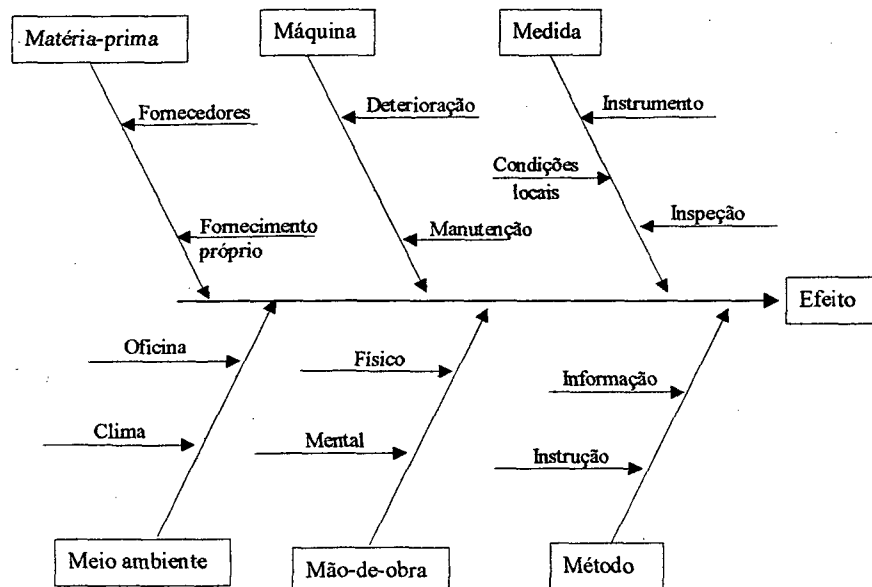 Matéria-prima
Máquina
Medida
Fornecedores
Deterioração
Instrumento
Condições
locais
Fornecimento
próprio
Manutenção
Inspeção
Efeito
Oficina
Físico
Informação
Clima
Mental
Instrução
Meio ambiente
Mão-de-obra
Método